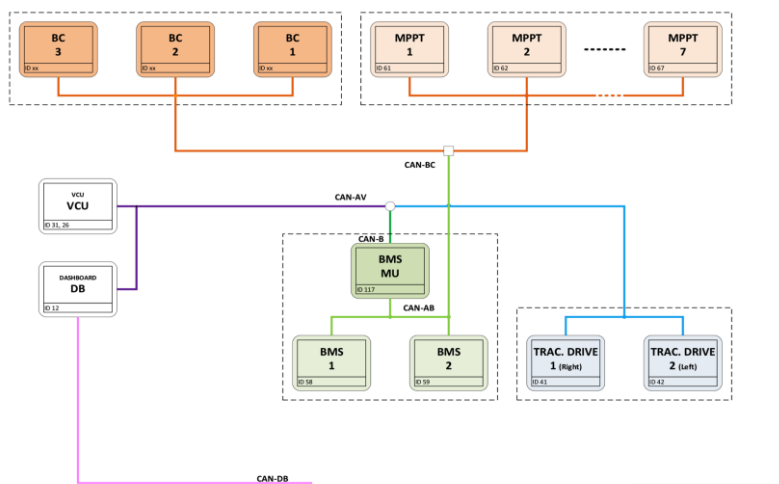 BC
3
ID xx
BC
2
ID xx
BC
1
ID xx
MPPT
1
ID 61
MPPT
2
ID 62
MPPT
7
ID 67
CAN-BC
VCU
VCU
ID 31, 26
CAN-AV
CAN-B
DASHBOARD
DB
ID 12
BMS
MU
ID 117
CAN-AB
BMS
1
ID 58
BMS
2
ID 59
TRAC. DRIVE
1 (Right)
ID 41
TRAC. DRIVE
2 (Left)
ID 42
CAN-DB